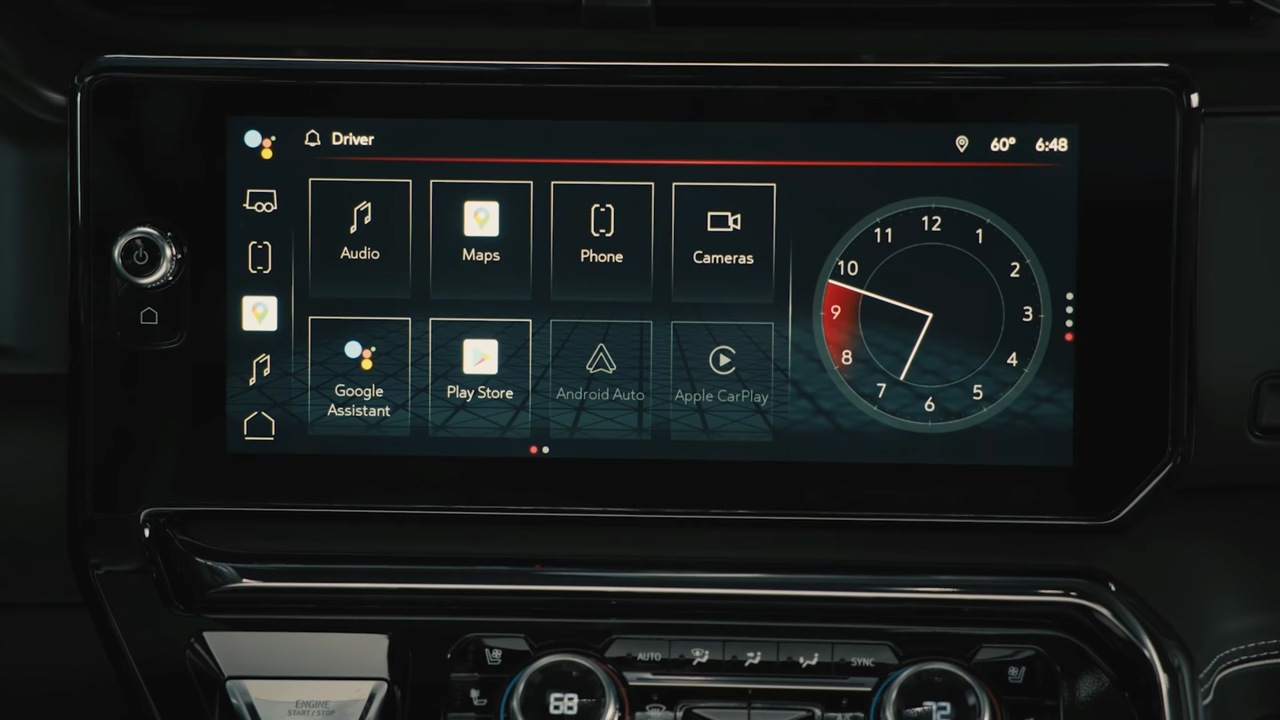 Driver
60°
6:48
Audio
Maps
Phone
Cameras
Google
Assistant
Play Store
Android Auto
Apple CarPlay
12
1
2
3
4
5
6
7
8
9
10
11
AUTO
SYNC
68
72
ENGINE
START/STOP